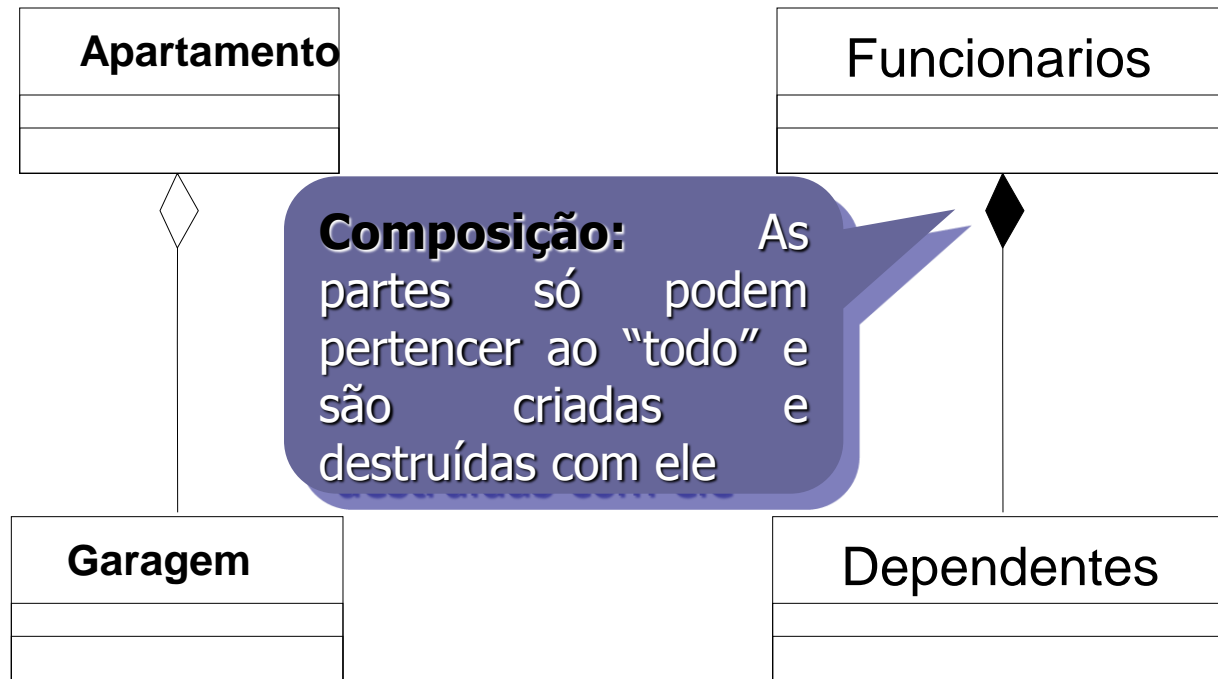 Apartamento
Funcionarios
Composição: As
partes só podem
pertencer ao “todo” e
são criadas e
destruídas com ele
Garagem
Dependentes